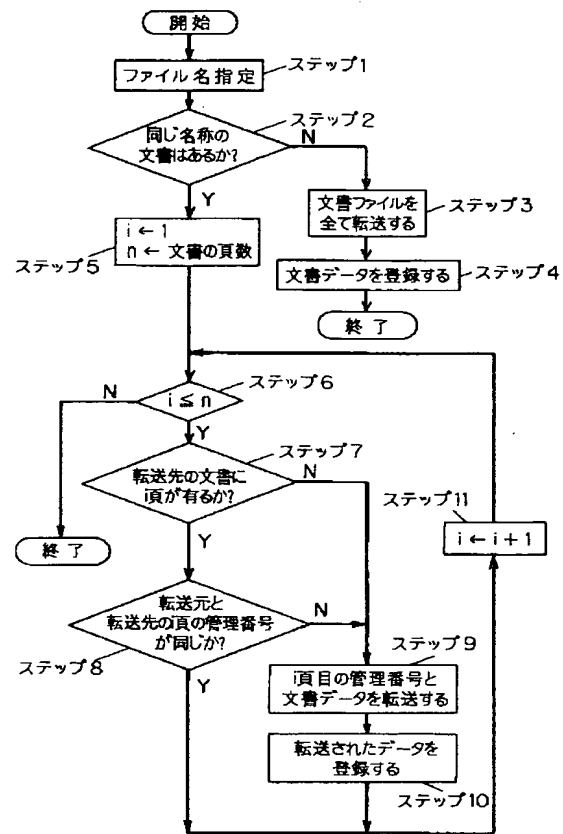 開始
ファイル名指定
ステップ1
同じ名称の
文書はあるか?
ステップ2
N
Y
文書ファイルを
全て転送する
ステップ3
i ← 1
n ← 文書の頁数
ステップ5
文書データを登録する
ステップ4
終了
i ≦ n
ステップ6
N
Y
転送先の文書に
i頁が有るか?
ステップ7
N
Y
ステップ11
i ← i + 1
終了
転送元と
転送先のi頁の管理番号
が同じか?
N
ステップ8
Y
ステップ9
i頁目の管理番号と
文書データを転送する
転送されたデータを
登録する
ステップ10